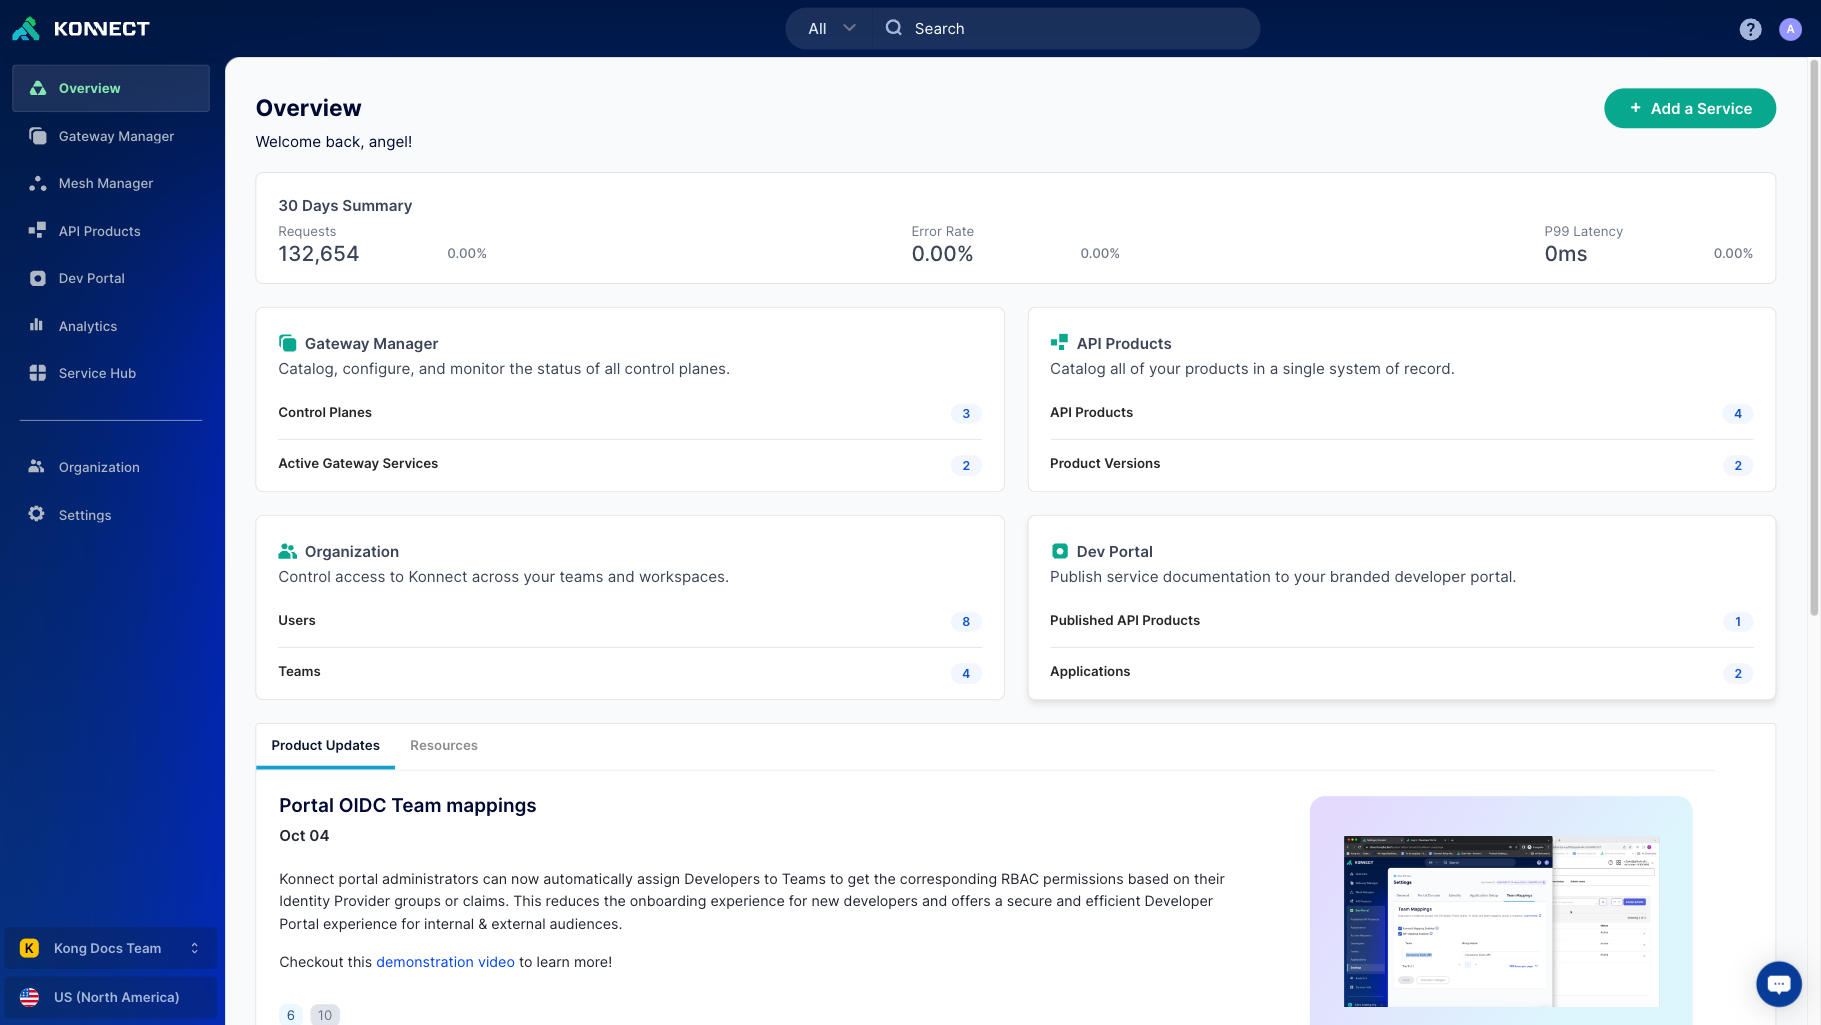 KONNECT
All
Search
?
A
Overview
Gateway Manager
Mesh Manager
API Products
Dev Portal
Analytics
Service Hub
Organization
Settings
K Kong Docs Team
US (North America)
Overview
Welcome back, angel!
+ Add a Service
30 Days Summary
Requests
132,654 0.00%
Error Rate
0.00% 0.00%
P99 Latency
0ms 0.00%
Gateway Manager
Catalog, configure, and monitor the status of all control planes.
Control Planes 3
Active Gateway Services 2
API Products
Catalog all of your products in a single system of record.
API Products 4
Product Versions 2
Organization
Control access to Konnect across your teams and workspaces.
Users 8
Teams 4
Dev Portal
Publish service documentation to your branded developer portal.
Published API Products 1
Applications 2
Product Updates Resources
Portal OIDC Team mappings
Oct 04
Konnect portal administrators can now automatically assign Developers to Teams to get the corresponding RBAC permissions based on their
Identity Provider groups or claims. This reduces the onboarding experience for new developers and offers a secure and efficient Developer
Portal experience for internal & external audiences.
Checkout this demonstration video to learn more!
6 10
KONNECT
Settings
Team Mappings